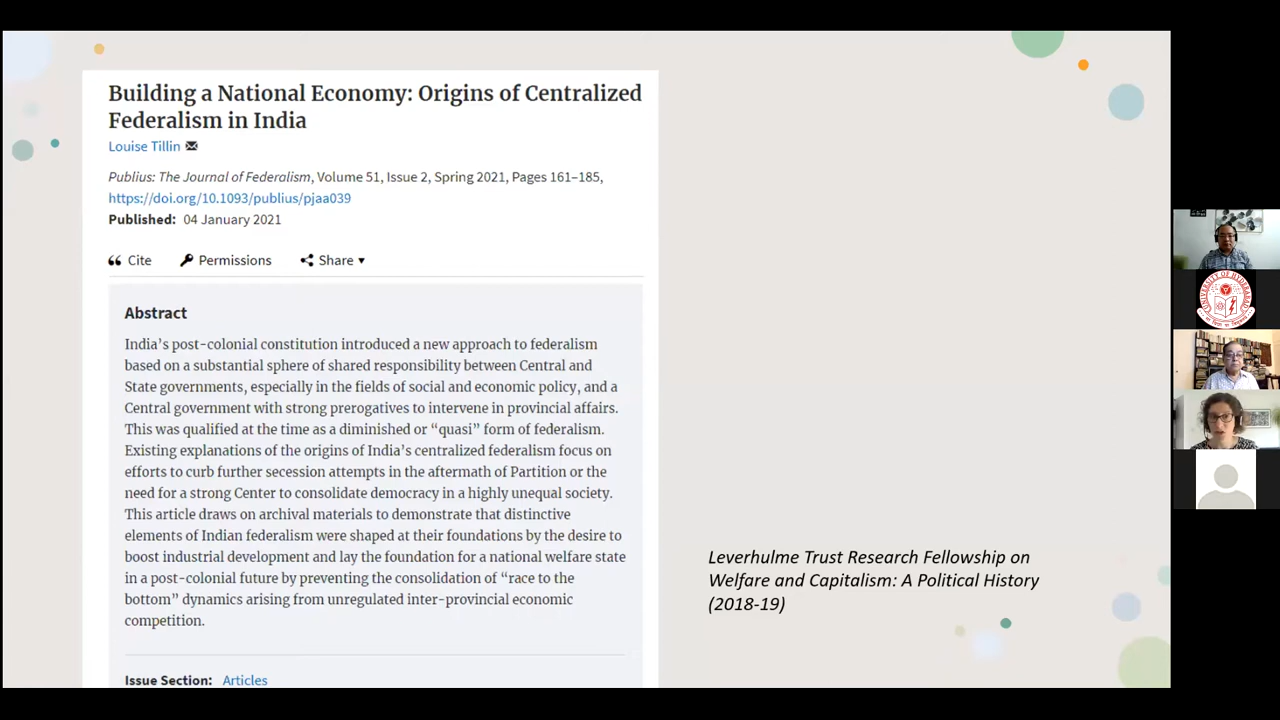 Building a National Economy: Origins of Centralized
Federalism in India
Louise Tillin
Publius: The Journal of Federalism, Volume 51, Issue 2, Spring 2021, Pages 161–185,
https://doi.org/10.1093/publius/pjaa039
Published: 04 January 2021
Cite Permissions Share
Abstract
India's post-colonial constitution introduced a new approach to federalism
based on a substantial sphere of shared responsibility between Central and
State governments, especially in the fields of social and economic policy, and a
Central government with strong prerogatives to intervene in provincial affairs.
This was qualified at the time as a diminished or “quasi” form of federalism.
Existing explanations of the origins of India's centralized federalism focus on
efforts to curb further secession attempts in the aftermath of Partition or the
need for a strong Center to consolidate democracy in a highly unequal society.
This article draws on archival materials to demonstrate that distinctive
elements of Indian federalism were shaped at their foundations by the desire to
boost industrial development and lay the foundation for a national welfare state
in a post-colonial future by preventing the consolidation of “race to the
bottom” dynamics arising from unregulated inter-provincial economic
competition.
Issue Section: Articles
Leverhulme Trust Research Fellowship on
Welfare and Capitalism: A Political History
(2018-19)
UNIVERSITY OF HYDERABAD